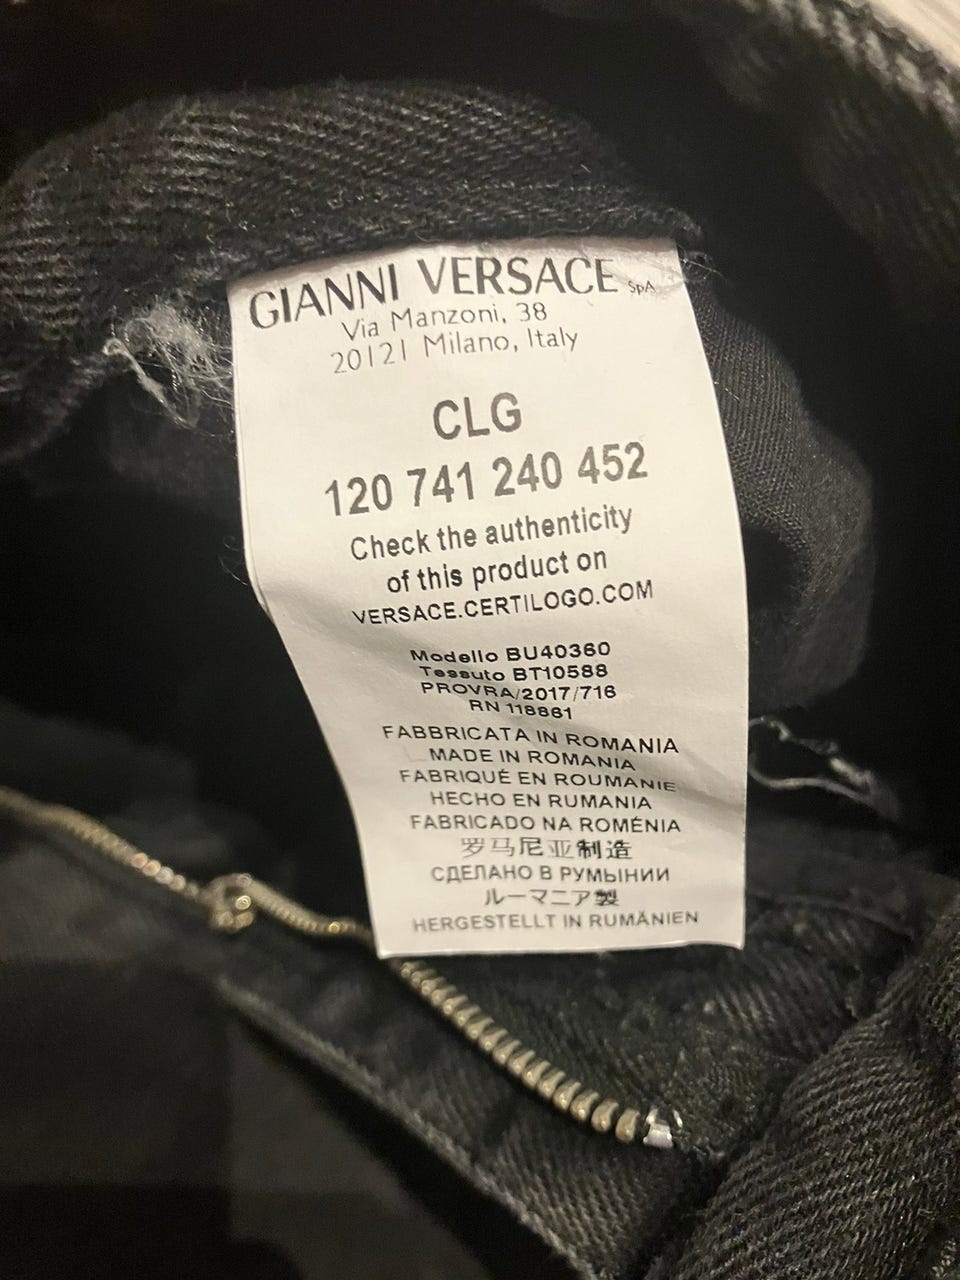 GIANNI VERSACE SpA
Via Manzoni, 38
20121 Milano, Italy
CLG
120 741 240 452
Check the authenticity
of this product on
VERSACE.CERTILOGO.COM
Modello BU40360
Tessuto BT10588
PROVRA/2017/716
RN 118861
FABBRICATA IN ROMANIA
MADE IN ROMANIA
FABRIQUÉ EN ROUMANIE
HECHO EN RUMANIA
FABRICADO NA ROMÉNIA
罗马尼亚制造
СДЕЛАНО В РУМЫНИИ
ルーマニア製
HERGESTELLT IN RUMÄNIEN